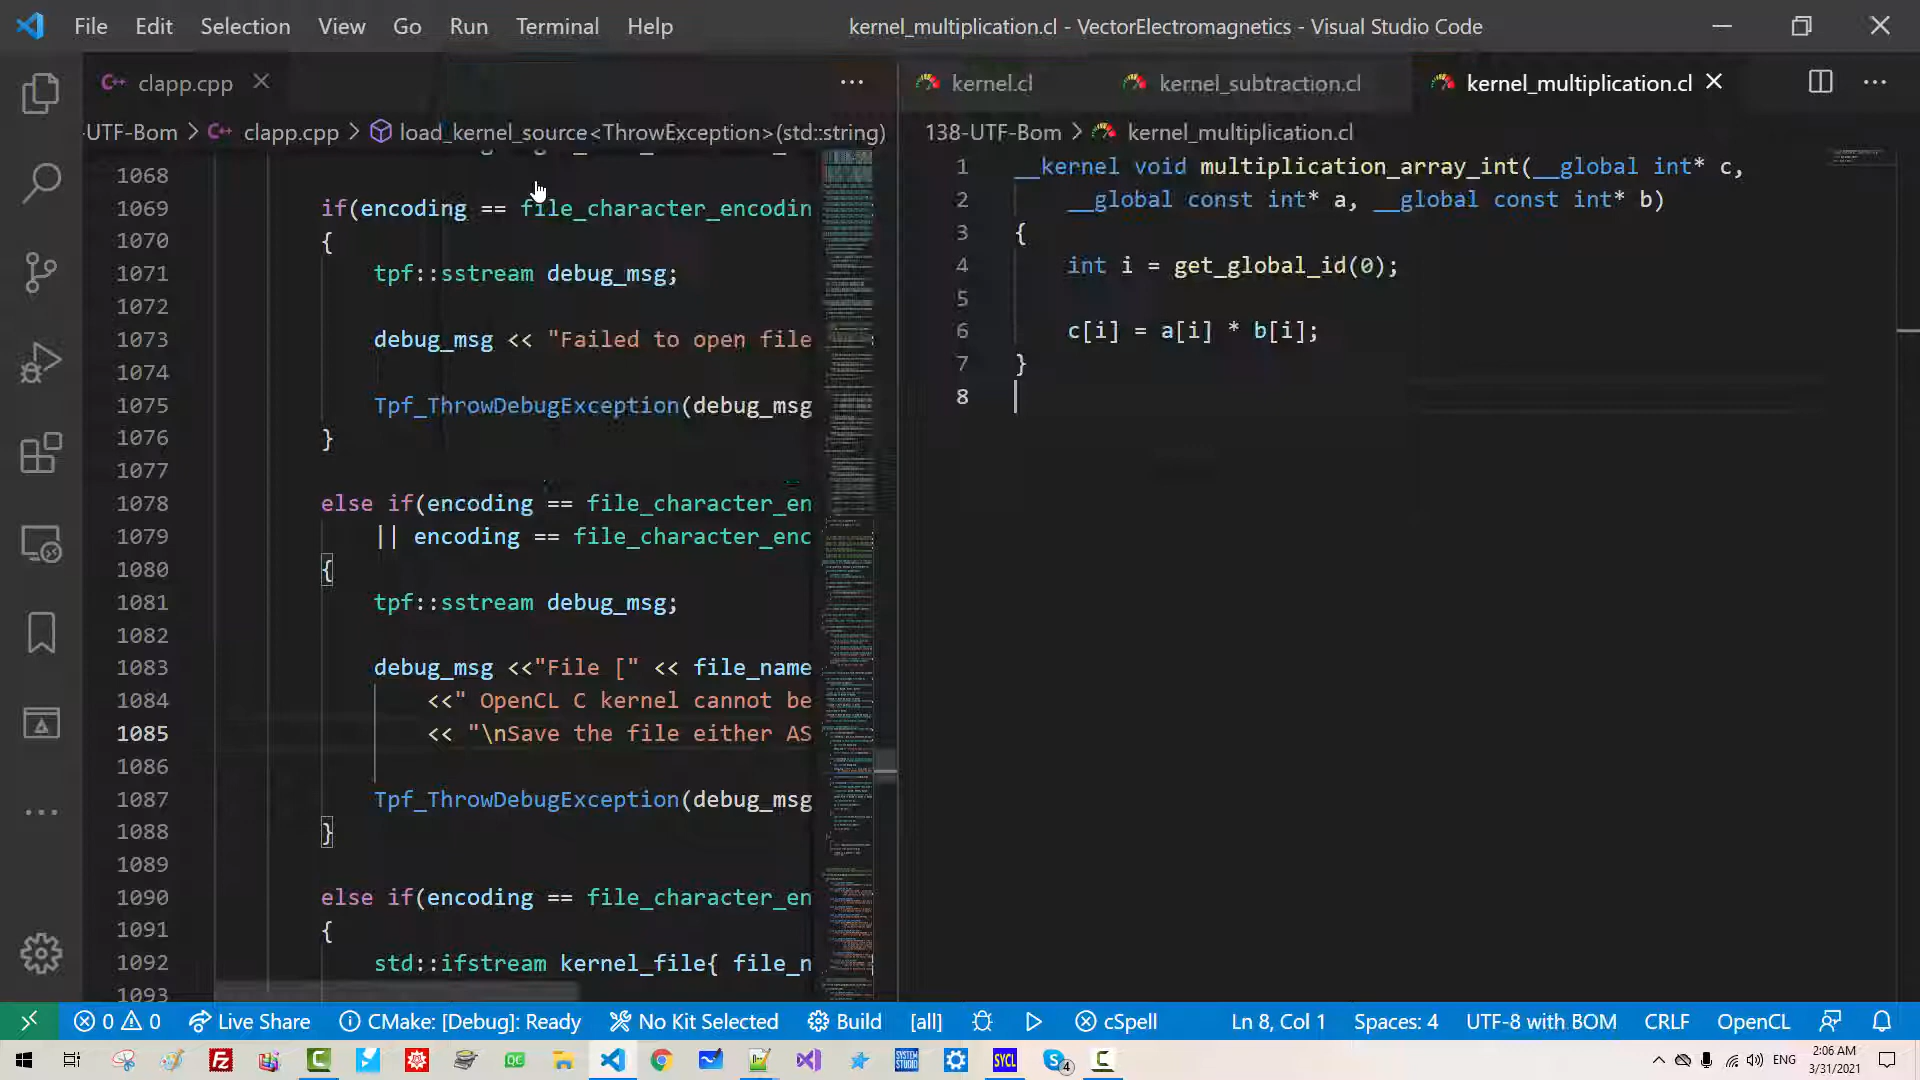 File Edit Selection View Go Run Terminal Help kernel_multiplication.cl - VectorElectromagnetics - Visual Studio Code
clapp.cpp
-UTF-Bom > clapp.cpp > load_kernel_source<ThrowException>(std::string)
1068
1069 if(encoding == file_character_encodin
1070 {
1071 tpf::sstream debug_msg;
1072
1073 debug_msg << "Failed to open file
1074
1075 Tpf_ThrowDebugException(debug_msg
1076 }
1077
1078 else if(encoding == file_character_en
1079 || encoding == file_character_enc
1080 {
1081 tpf::sstream debug_msg;
1082
1083 debug_msg <<"File [" << file_name
1084 <<" OpenCL C kernel cannot be
1085 << "\nSave the file either AS
1086
1087 Tpf_ThrowDebugException(debug_msg
1088 }
1089
1090 else if(encoding == file_character_en
1091 {
1092 std::ifstream kernel_file{ file_n
1093
kernel.cl kernel_subtraction.cl kernel_multiplication.cl
138-UTF-Bom > kernel_multiplication.cl
1 __kernel void multiplication_array_int(__global int* c,
2 __global const int* a, __global const int* b)
3 {
4 int i = get_global_id(0);
5
6 c[i] = a[i] * b[i];
7 }
8
0 0 Live Share CMake: [Debug]: Ready No Kit Selected Build [all] cSpell Ln 8, Col 1 Spaces: 4 UTF-8 with BOM CRLF OpenCL
QC SYSTEM STUDIO SYCL 4 ENG 2:06 AM
3/31/2021